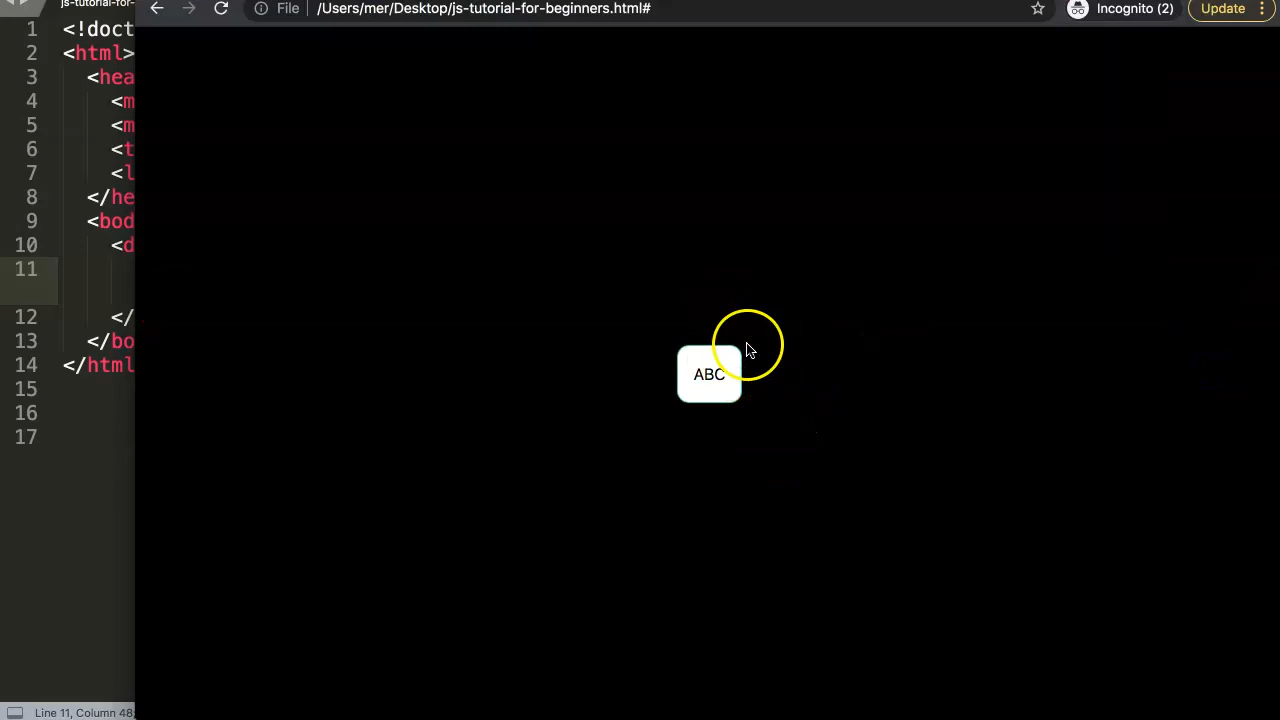 js-tutorial-for-
File /Users/mer/Desktop/js-tutorial-for-beginners.html# Incognito (2) Update
1 <!doct
2 <html>
3 <hea
4 <m
5 <m
6 <t
7 <l
8 </he
9 <bod
10 <d
11
12 </
13 </bo
14 </html
15
16
17
ABC
Line 11, Column 48;